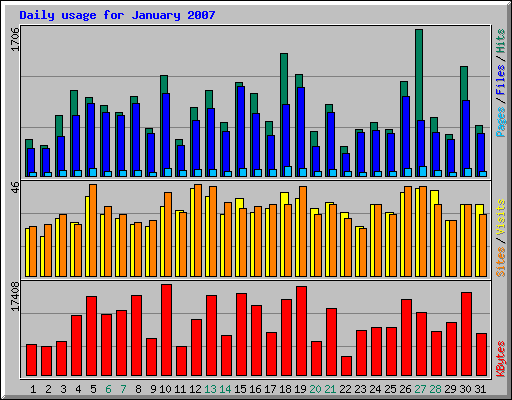 Daily usage for January 2007
1706
46
17408
Pages / Files / Hits
Sites / Visits
KBytes
1 2 3 4 5 6 7 8 9 10 11 12 13 14 15 16 17 18 19 20 21 22 23 24 25 26 27 28 29 30 31